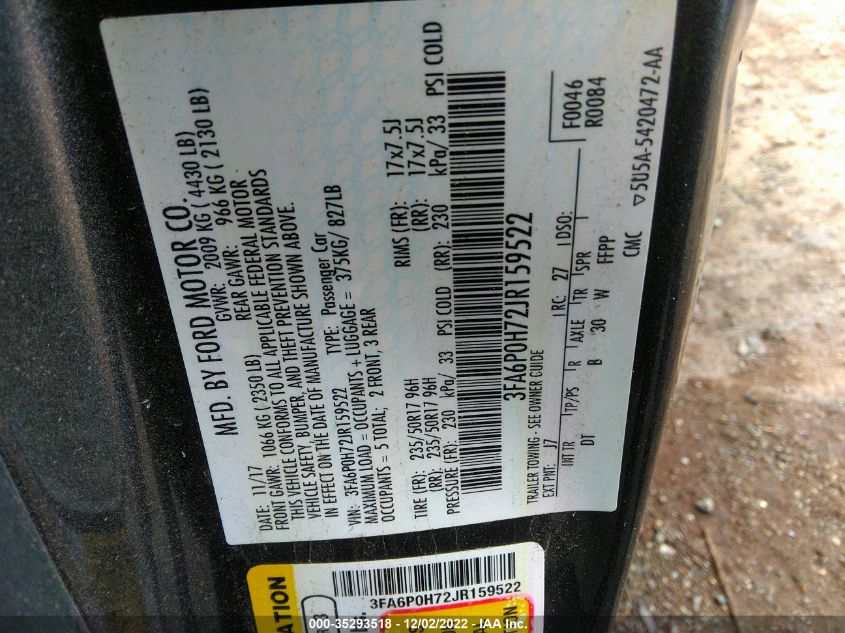 MFD. BY FORD MOTOR CO.
DATE: 11/17 GVWR: 2009 KG ( 4430 LB)
FRONT GAWR: 1066 KG ( 2350 LB) REAR GAWR: 966 KG ( 2130 LB)
THIS VEHICLE CONFORMS TO ALL APPLICABLE FEDERAL MOTOR
VEHICLE SAFETY, BUMPER, AND THEFT PREVENTION STANDARDS
IN EFFECT ON THE DATE OF MANUFACTURE SHOWN ABOVE.
VIN: 3FA6P0H72JR159522 TYPE: Passenger Car
MAXIMUM LOAD = OCCUPANTS + LUGGAGE = 375KG/ 827LB
OCCUPANTS = 5 TOTAL; 2 FRONT, 3 REAR
TIRE (FR): 235/50R17 96H RIMS (FR): 17x7.5J
(RR): 235/50R17 96H (RR): 17x7.5J
PRESSURE (FR): 230 kPa/ 33 PSI COLD (RR): 230 kPa/ 33 PSI COLD
3FA6P0H72JR159522
TRAILER TOWING - SEE OWNER GUIDE
EXT PNT: J7 RC: 27 DSO: F0046
R0084
INT TR TP/PS R AXLE TR SPR
DT B 30 W FFPP
CMC ▽5U5A-5420472-AA
3FA6P0H72JR159522
000-35293518 - 12/02/2022 - IAA